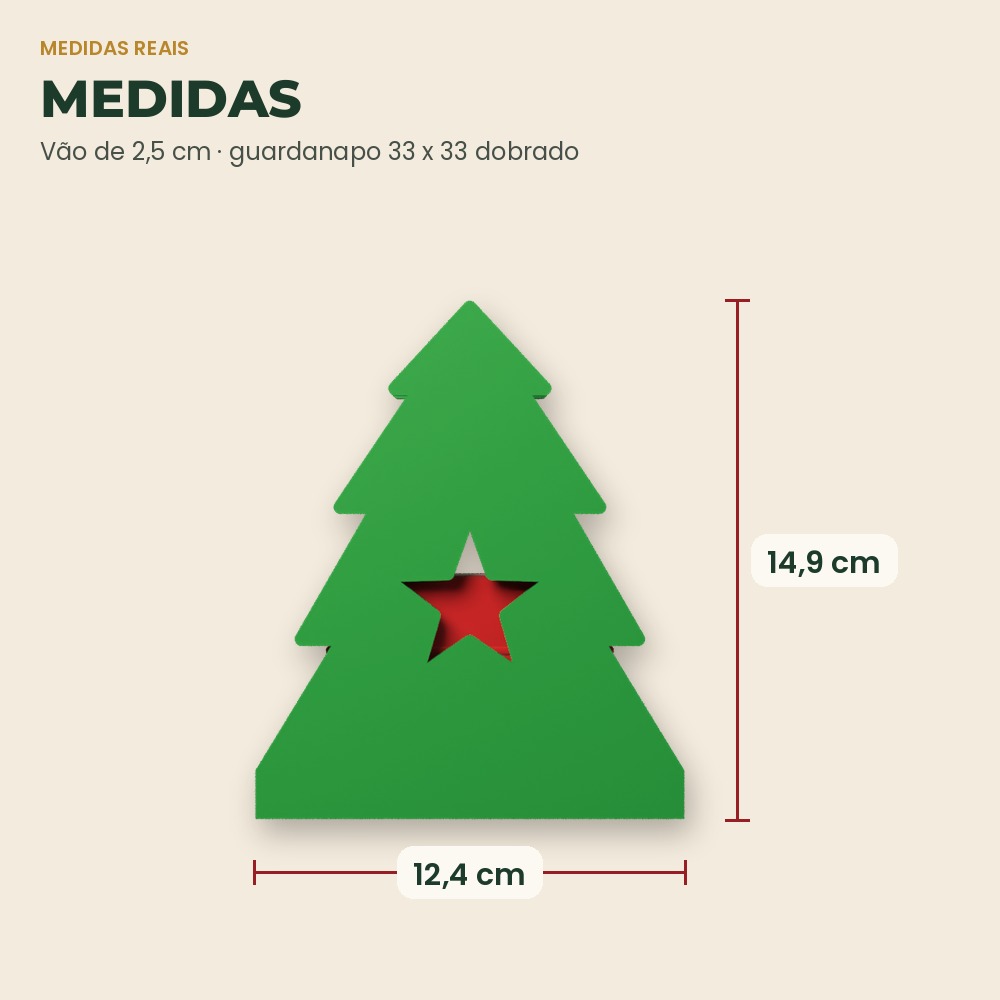 MEDIDAS REAIS
MEDIDAS
Vão de 2,5 cm · guardanapo 33 x 33 dobrado
14,9 cm
12,4 cm